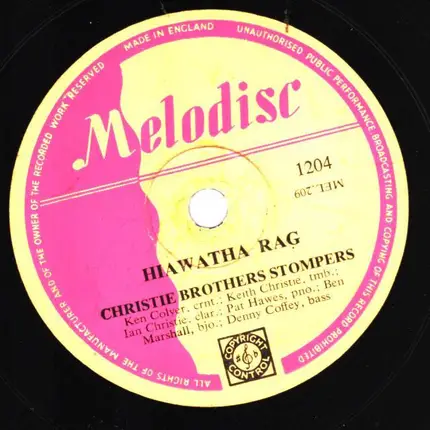 ALL RIGHTS OF THE MANUFACTURER AND OF THE OWNER OF THE RECORDED WORK RESERVED
MADE IN ENGLAND
UNAUTHORISED PUBLIC PERFORMANCE BROADCASTING AND COPYING OF THIS RECORD PROHIBITED
Melodisc
1204
MEL.209
HIAWATHA RAG
CHRISTIE BROTHERS STOMPERS
Ken Colyer, crnt.; Keith Christie, tmb.;
Ian Christie, clar.; Pat Hawes, pno.; Ben
Marshall, bjo.; Denny Coffey, bass
COPYRIGHT
CONTROL